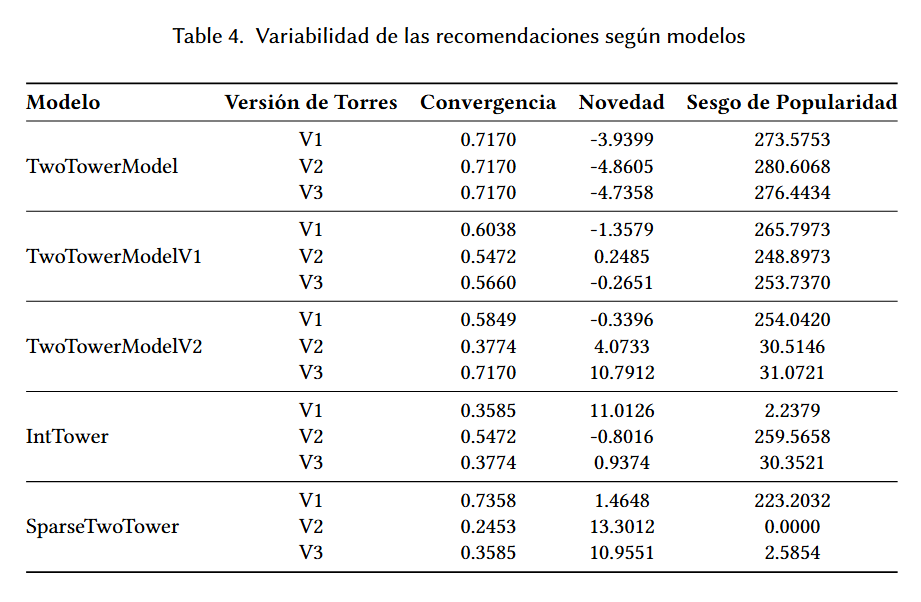 Table 4. Variabilidad de las recomendaciones según modelos
Modelo Versión de Torres Convergencia Novedad Sesgo de Popularidad
V1 0.7170 -3.9399 273.5753
TwoTowerModel V2 0.7170 -4.8605 280.6068
V3 0.7170 -4.7358 276.4434
V1 0.6038 -1.3579 265.7973
TwoTowerModelV1 V2 0.5472 0.2485 248.8973
V3 0.5660 -0.2651 253.7370
V1 0.5849 -0.3396 254.0420
TwoTowerModelV2 V2 0.3774 4.0733 30.5146
V3 0.7170 10.7912 31.0721
V1 0.3585 11.0126 2.2379
IntTower V2 0.5472 -0.8016 259.5658
V3 0.3774 0.9374 30.3521
V1 0.7358 1.4648 223.2032
SparseTwoTower V2 0.2453 13.3012 0.0000
V3 0.3585 10.9551 2.5854